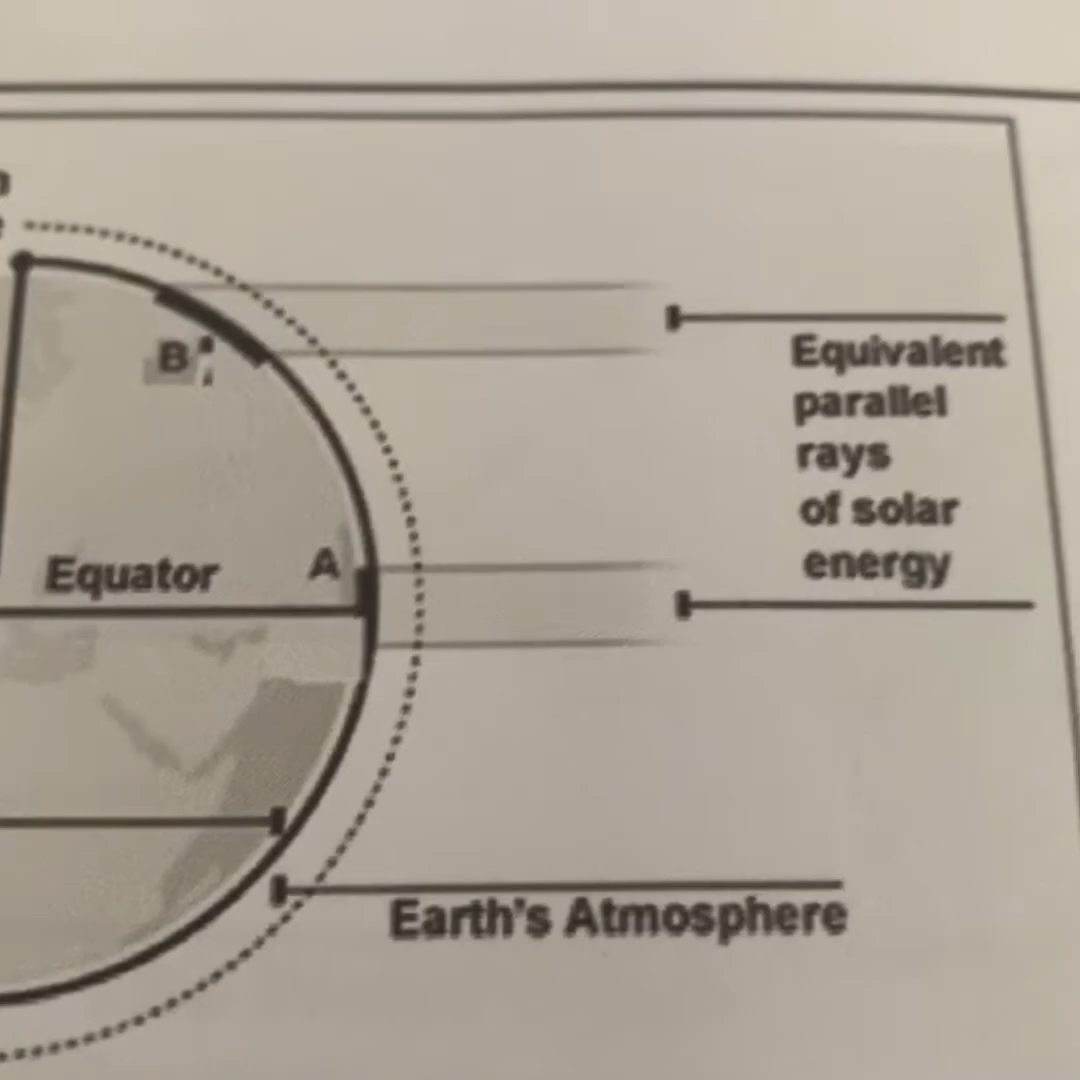 B
Equivalent
parallel
rays
of solar
energy
Equator
A
Earth's Atmosphere